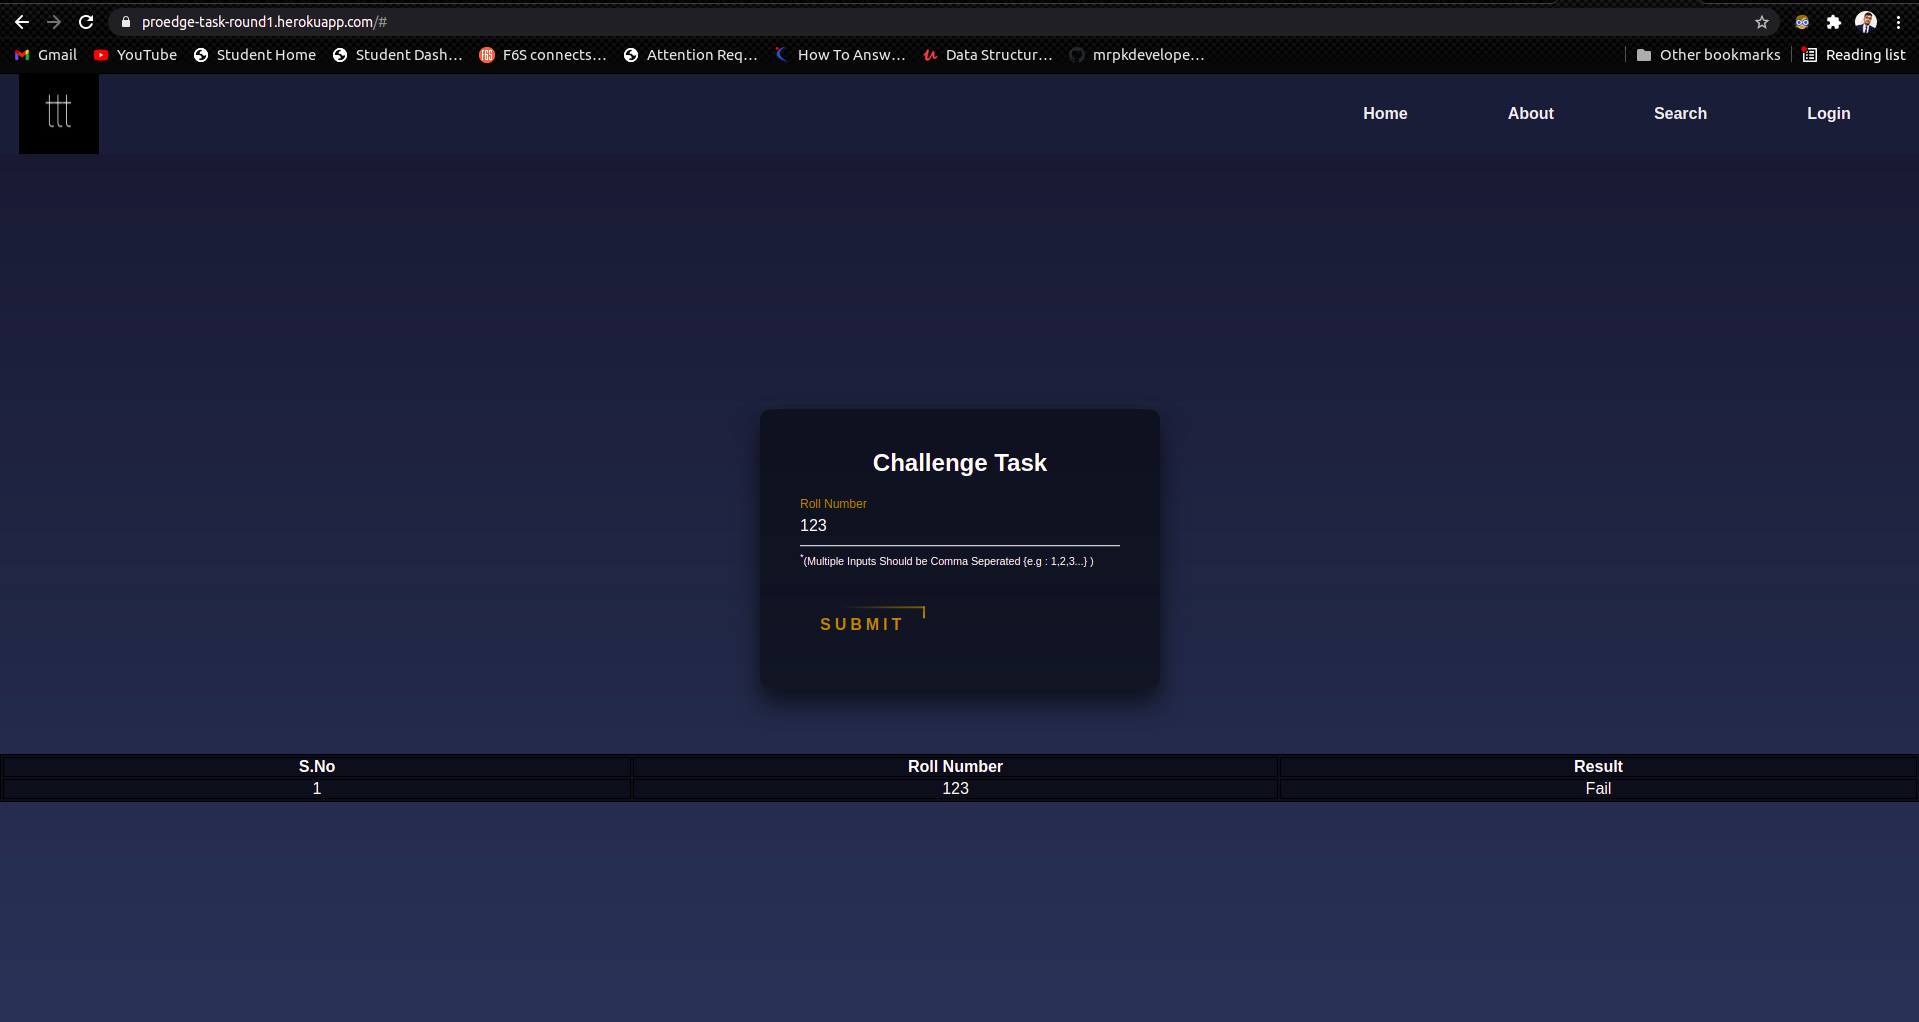 proedge-task-round1.herokuapp.com/#
Gmail YouTube Student Home Student Dash... F6S connects... Attention Req... How To Answ... Data Structur... mrpkdevelope... Other bookmarks Reading list
ttt Home About Search Login
Challenge Task
Roll Number
123
*(Multiple Inputs Should be Comma Seperated {e.g : 1,2,3...} )
SUBMIT
S.No Roll Number Result
1 123 Fail